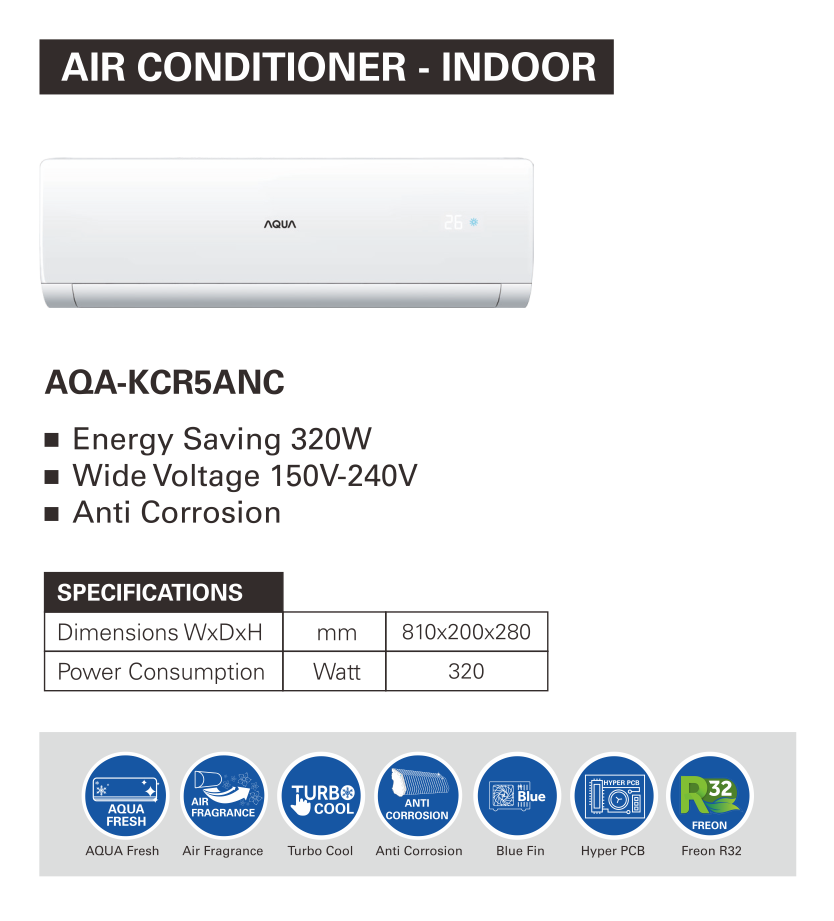 AIR CONDITIONER - INDOOR
AQUA
26
AQA-KCR5ANC
■ Energy Saving 320W
■ Wide Voltage 150V-240V
■ Anti Corrosion
SPECIFICATIONS
Dimensions WxDxH mm 810x200x280
Power Consumption Watt 320
AQUA
FRESH
AIR
FRAGRANCE
TURBO
COOL
ANTI
CORROSION
Blue
HYPER PCB
R32
FREON
AQUA Fresh Air Fragrance Turbo Cool Anti Corrosion Blue Fin Hyper PCB Freon R32